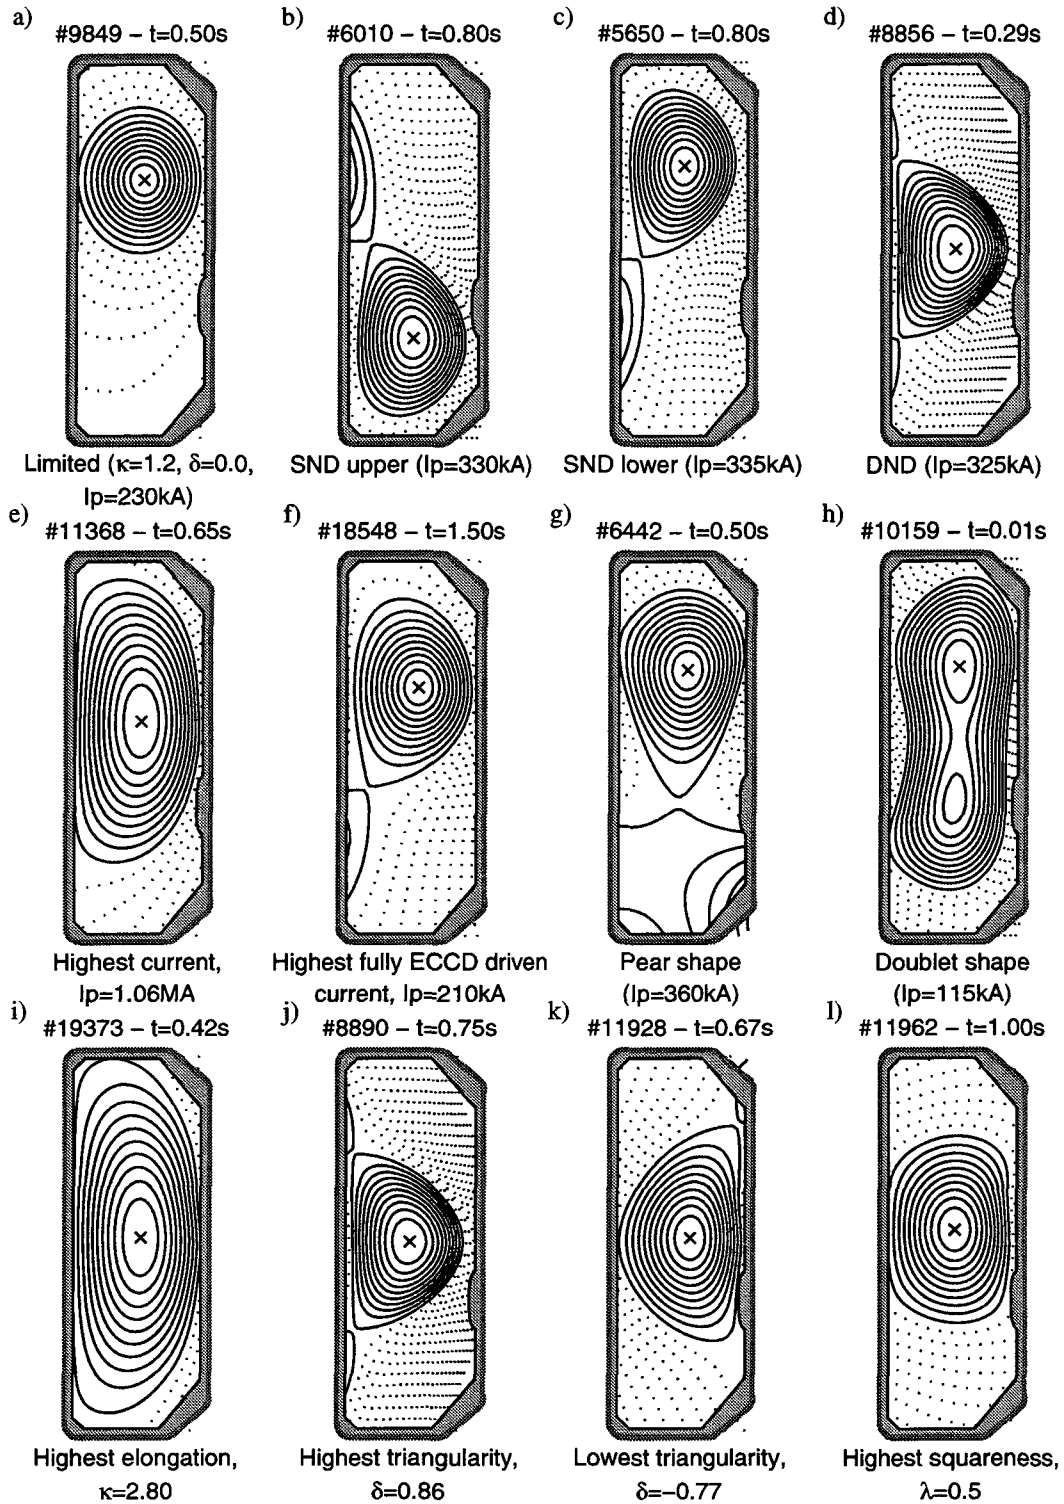 a) b) c) d)
#9849 – t=0.50s #6010 – t=0.80s #5650 – t=0.80s #8856 – t=0.29s
Limited (κ=1.2, δ=0.0, SND upper (Ip=330kA) SND lower (Ip=335kA) DND (Ip=325kA)
Ip=230kA)
e) f) g) h)
#11368 – t=0.65s #18548 – t=1.50s #6442 – t=0.50s #10159 – t=0.01s
Highest current, Highest fully ECCD driven Pear shape Doublet shape
Ip=1.06MA current, Ip=210kA (Ip=360kA) (Ip=115kA)
i) j) k) l)
#19373 – t=0.42s #8890 – t=0.75s #11928 – t=0.67s #11962 – t=1.00s
Highest elongation, Highest triangularity, Lowest triangularity, Highest squareness,
κ=2.80 δ=0.86 δ=−0.77 λ=0.5